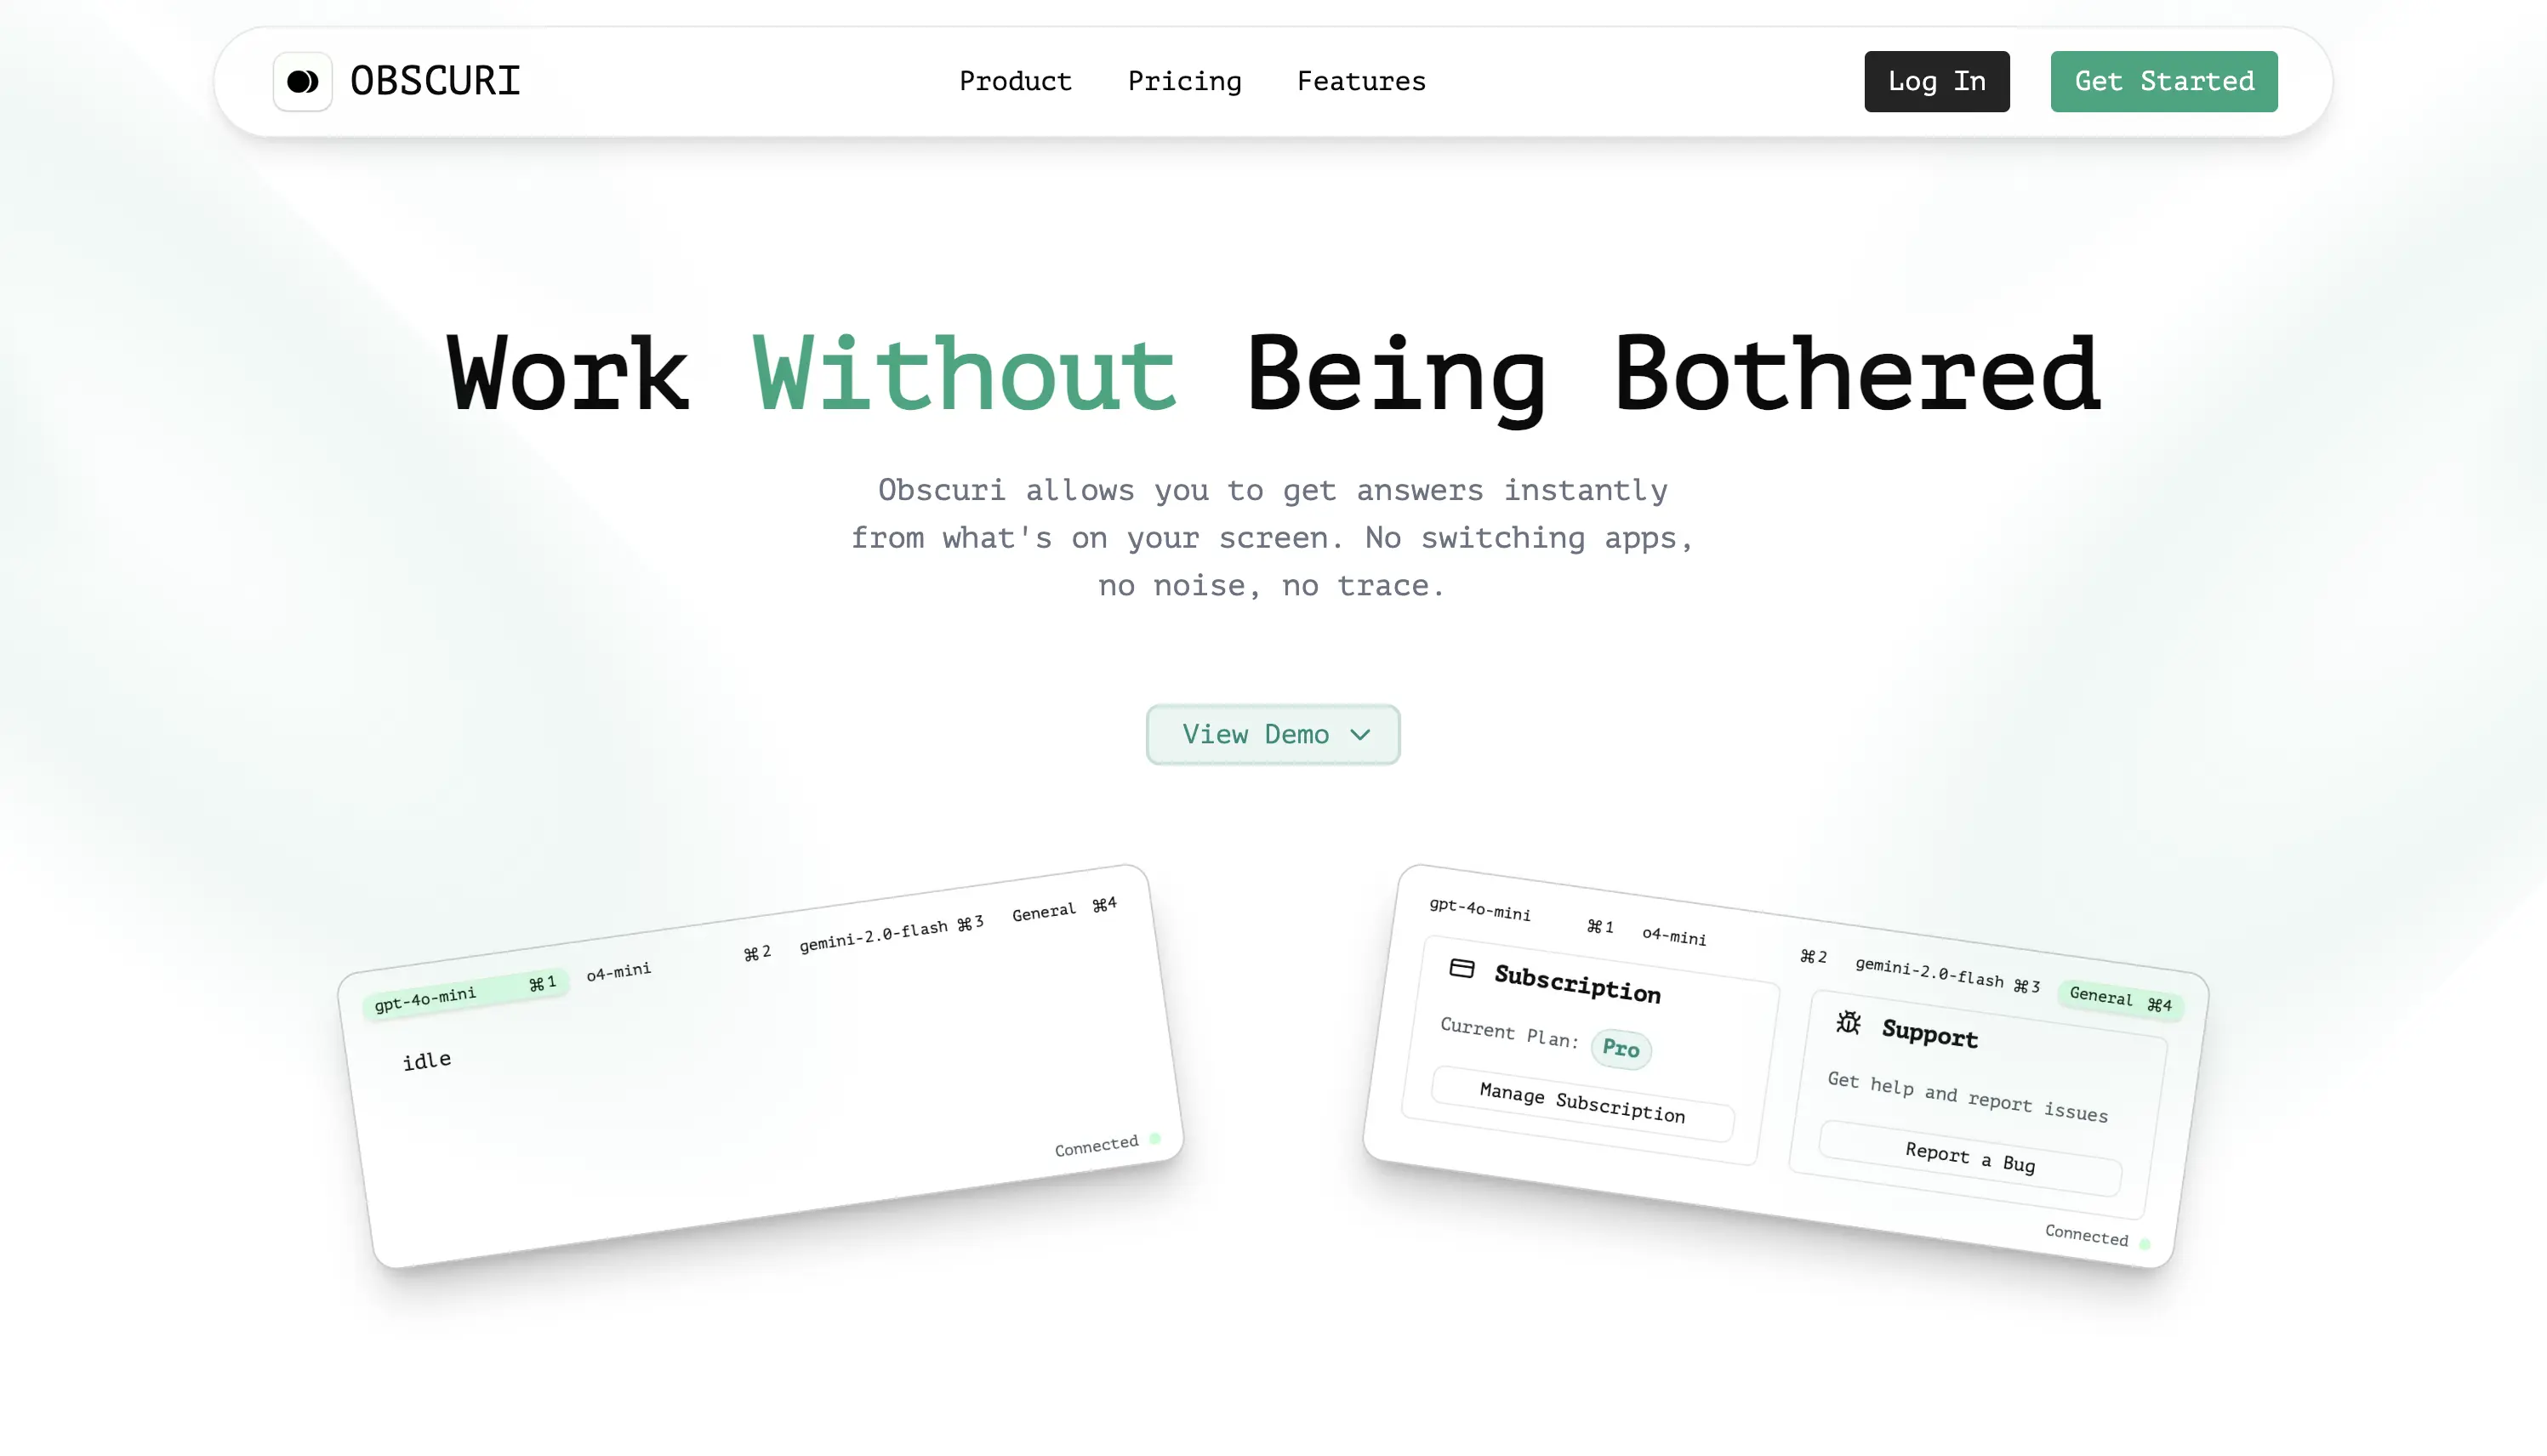 OBSCURI
Product Pricing Features
Log In Get Started
Work Without Being Bothered
Obscuri allows you to get answers instantly
from what's on your screen. No switching apps,
no noise, no trace.
View Demo
gpt-4o-mini ⌘1 o4-mini ⌘2 gemini-2.0-flash ⌘3 General ⌘4
idle
Connected
gpt-4o-mini ⌘1 o4-mini ⌘2 gemini-2.0-flash ⌘3 General ⌘4
Subscription
Current Plan: Pro
Manage Subscription
Support
Get help and report issues
Report a Bug
Connected